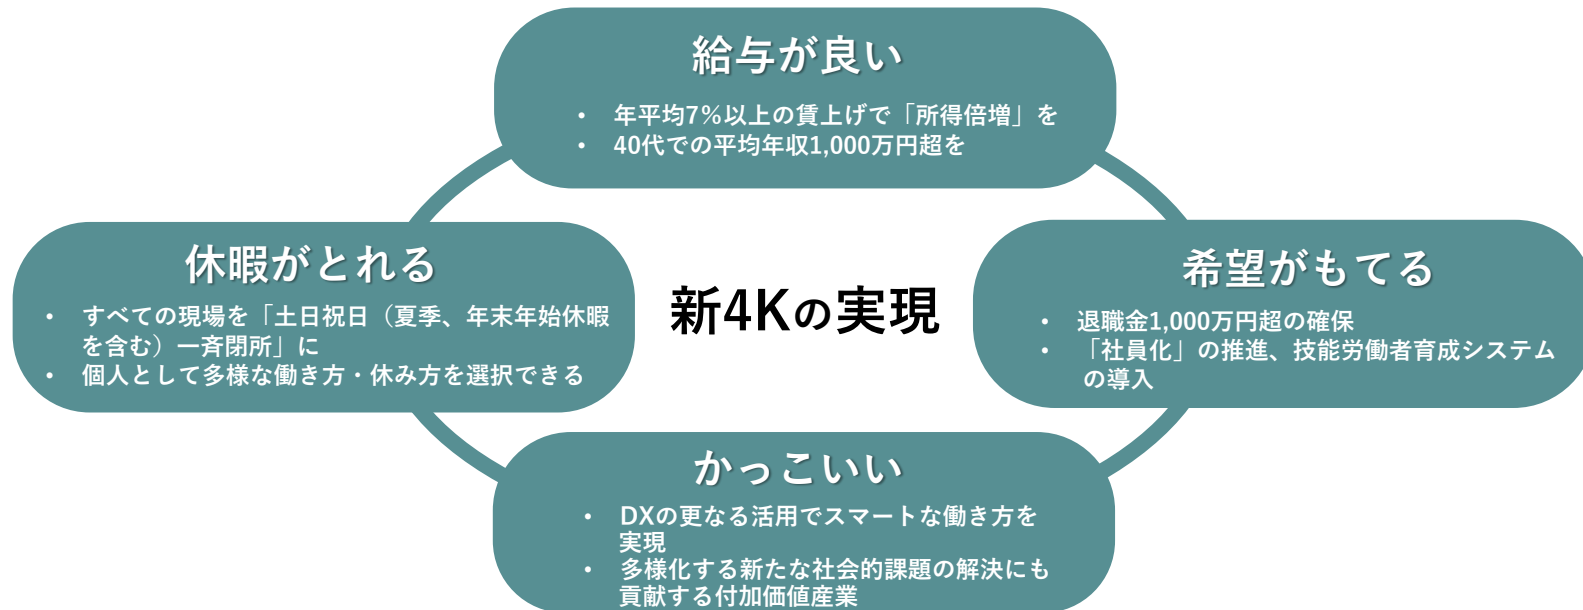 給与が良い
• 年平均7%以上の賃上げで「所得倍増」を
• 40代での平均年収1,000万円超を
休暇がとれる
• すべての現場を「土日祝日（夏季、年末年始休暇
を含む）一斉閉所」に
• 個人として多様な働き方・休み方を選択できる
新4Kの実現
希望がもてる
• 退職金1,000万円超の確保
• 「社員化」の推進、技能労働者育成システム
の導入
かっこいい
• DXの更なる活用でスマートな働き方を
実現
• 多様化する新たな社会的課題の解決にも
貢献する付加価値産業